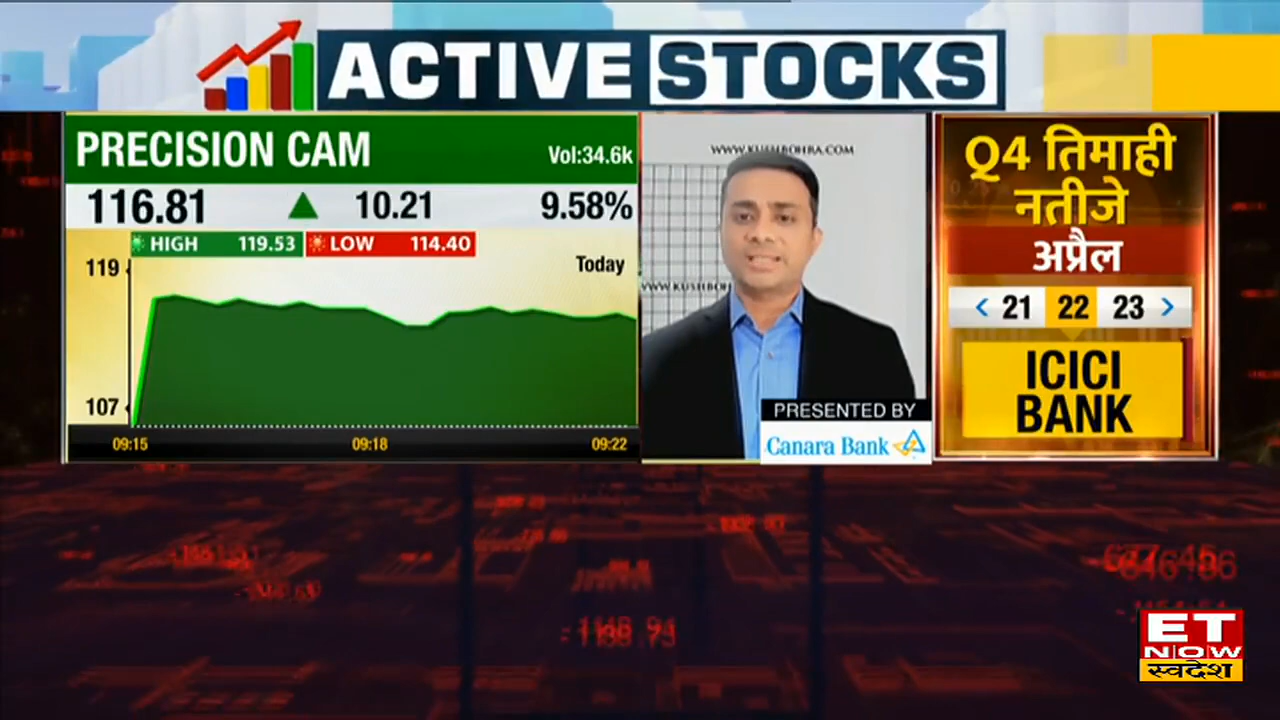 ACTIVE STOCKS
PRECISION CAM
Vol:34.6k
116.81 ▲ 10.21 9.58%
HIGH 119.53 LOW 114.40
119
Today
107
09:15 09:18 09:22
WWW.KUSHBOHRA.COM
PRESENTED BY
Canara Bank
Q4 तिमाही
नतीजे
अप्रैल
< 21 22 23 >
ICICI
BANK
ET
NOW
स्वदेश